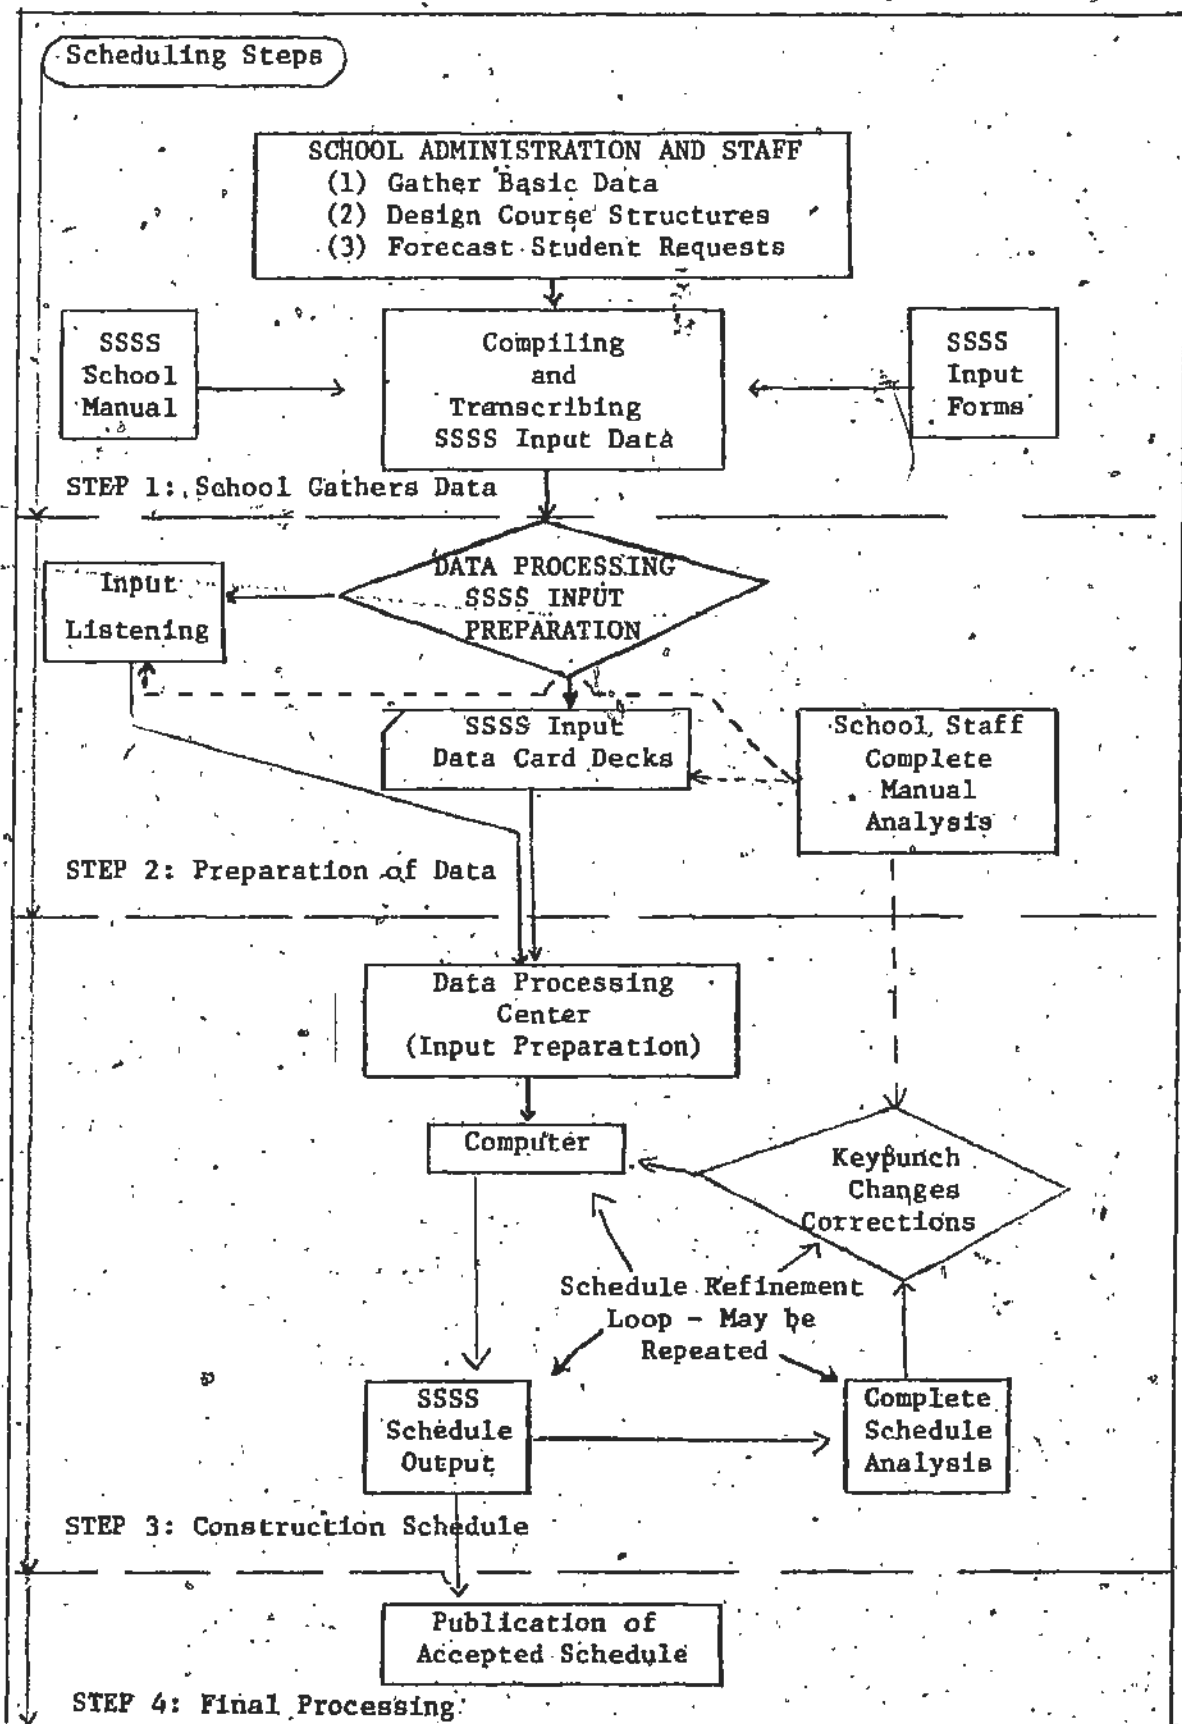 Scheduling Steps
SCHOOL ADMINISTRATION AND STAFF
(1) Gather Basic Data
(2) Design Course Structures
(3) Forecast Student Requests
SSSS
School
Manual
Compiling
and
Transcribing
SSSS Input Data
SSSS
Input
Forms
STEP 1: School Gathers Data
Input
Listening
DATA PROCESSING
SSSS INPUT
PREPARATION
SSSS Input
Data Card Decks
School Staff
Complete
Manual
Analysis
STEP 2: Preparation of Data
Data Processing
Center
(Input Preparation)
Computer
Keypunch
Changes
Corrections
Schedule Refinement
Loop - May be
Repeated
SSSS
Schedule
Output
Complete
Schedule
Analysis
STEP 3: Construction Schedule
Publication of
Accepted Schedule
STEP 4: Final Processing